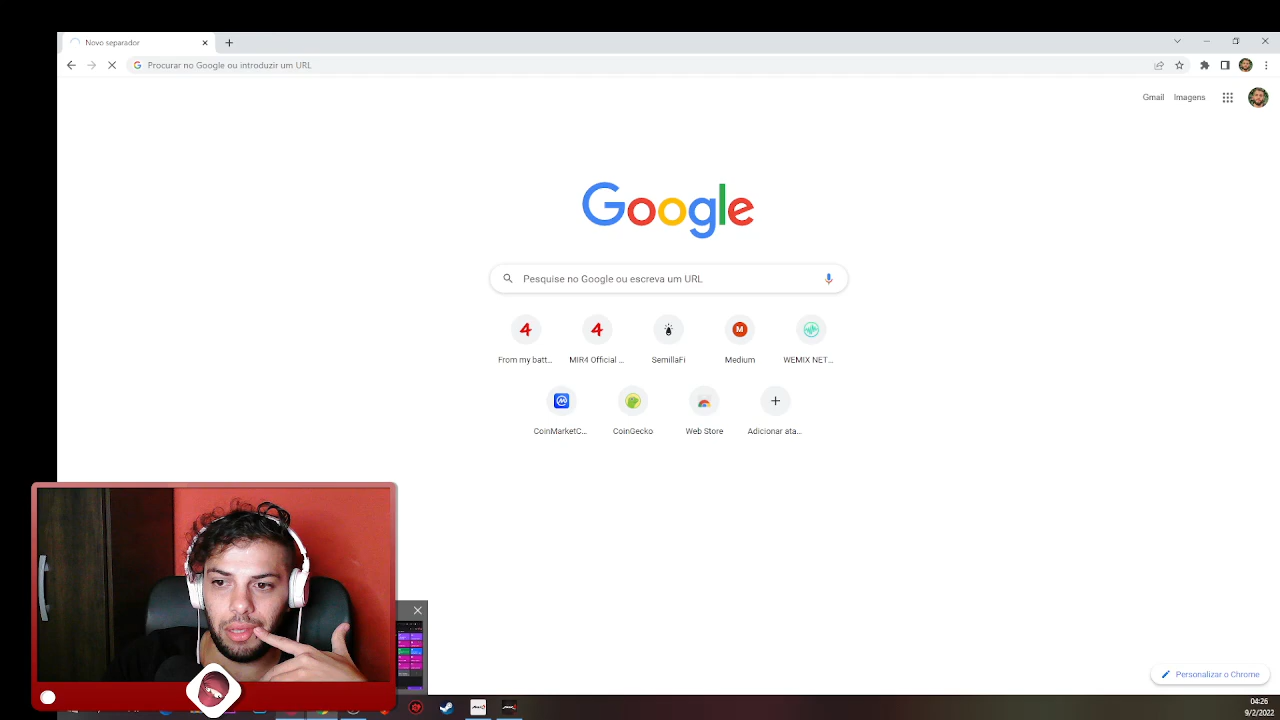 Novo separador
Procurar no Google ou introduzir um URL
Gmail
Imagens
Google
Pesquise no Google ou escreva um URL
From my batt...
MIR4 Official ...
SemillaFi
M
Medium
WEMIX NET...
CoinMarketC...
CoinGecko
Web Store
Adicionar ata...
Personalizar o Chrome
04:26
9/2/2022